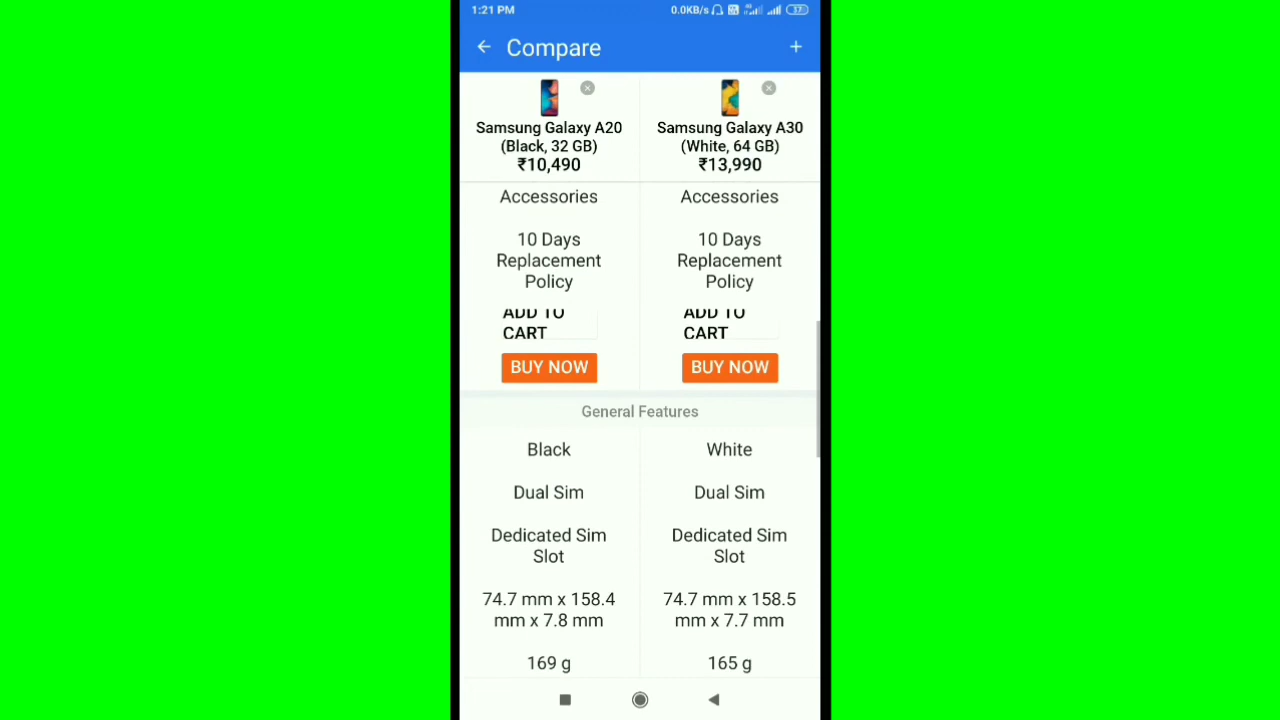 1:21 PM 0.0KB/s 37
Compare
Samsung Galaxy A20
(Black, 32 GB)
₹10,490
Samsung Galaxy A30
(White, 64 GB)
₹13,990
Accessories Accessories
10 Days
Replacement
Policy
10 Days
Replacement
Policy
ADD TO
CART
ADD TO
CART
BUY NOW BUY NOW
General Features
Black White
Dual Sim Dual Sim
Dedicated Sim
Slot
Dedicated Sim
Slot
74.7 mm x 158.4
mm x 7.8 mm
74.7 mm x 158.5
mm x 7.7 mm
169 g 165 g